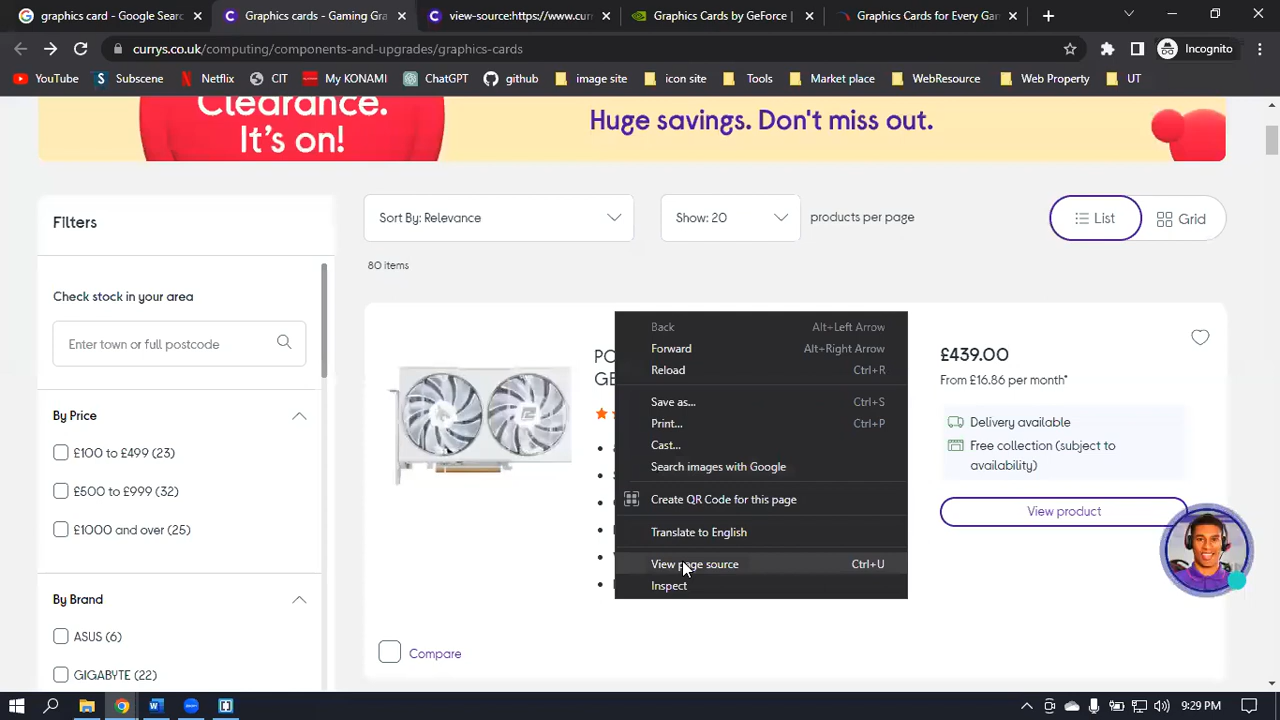 graphics card - Google Searc
Graphics cards - Gaming Gra
view-source:https://www.curr
Graphics Cards by GeForce |
Graphics Cards for Every Gam
currys.co.uk/computing/components-and-upgrades/graphics-cards
Incognito
YouTube
Subscene
Netflix
CIT
My KONAMI
ChatGPT
github
image site
icon site
Tools
Market place
WebResource
Web Property
UT
Clearance.
It's on!
Huge savings. Don't miss out.
Filters
Sort By: Relevance
Show: 20
products per page
List
Grid
80 items
Check stock in your area
Enter town or full postcode
By Price
£100 to £499 (23)
£500 to £999 (32)
£1000 and over (25)
By Brand
ASUS (6)
GIGABYTE (22)
PO
GE
Back Alt+Left Arrow
Forward Alt+Right Arrow
Reload Ctrl+R
Save as... Ctrl+S
Print... Ctrl+P
Cast...
Search images with Google
Create QR Code for this page
Translate to English
View page source Ctrl+U
Inspect
£439.00
From £16.86 per month*
Delivery available
Free collection (subject to
availability)
View product
Compare
9:29 PM